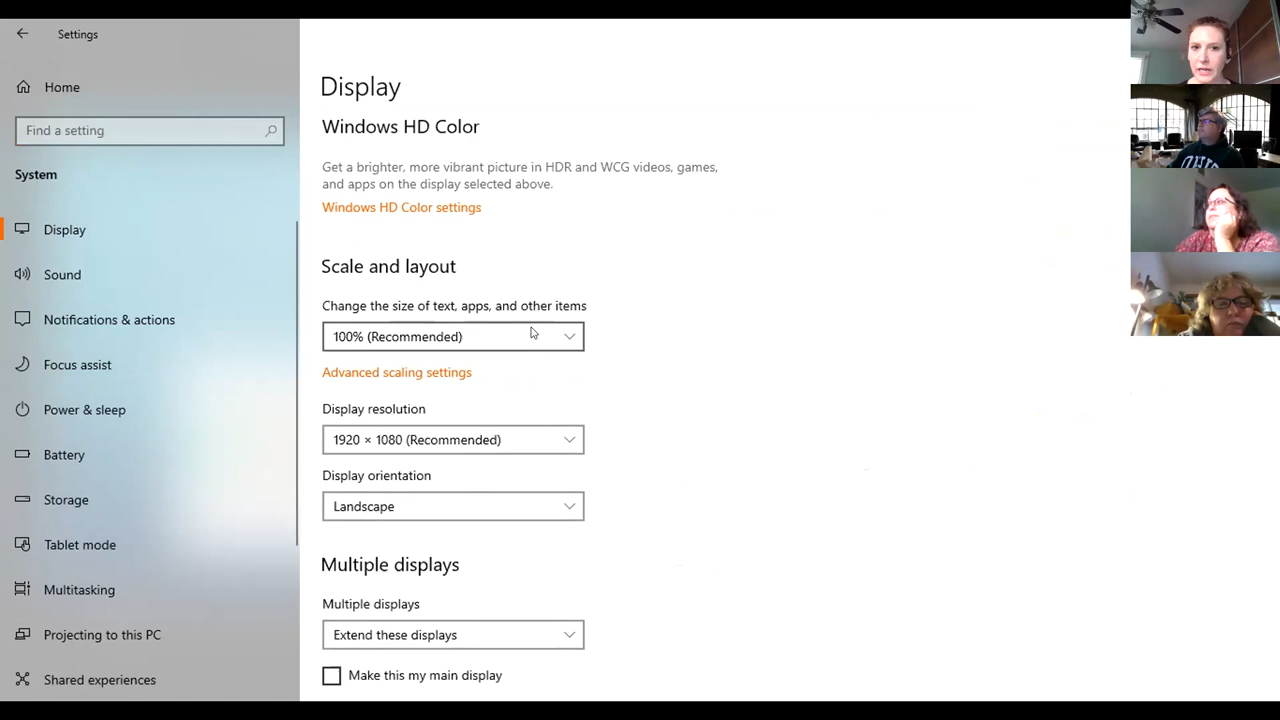 Settings
Home
Find a setting
System
Display
Sound
Notifications & actions
Focus assist
Power & sleep
Battery
Storage
Tablet mode
Multitasking
Projecting to this PC
Shared experiences
Display
Windows HD Color
Get a brighter, more vibrant picture in HDR and WCG videos, games,
and apps on the display selected above.
Windows HD Color settings
Scale and layout
Change the size of text, apps, and other items
100% (Recommended)
Advanced scaling settings
Display resolution
1920 × 1080 (Recommended)
Display orientation
Landscape
Multiple displays
Multiple displays
Extend these displays
Make this my main display